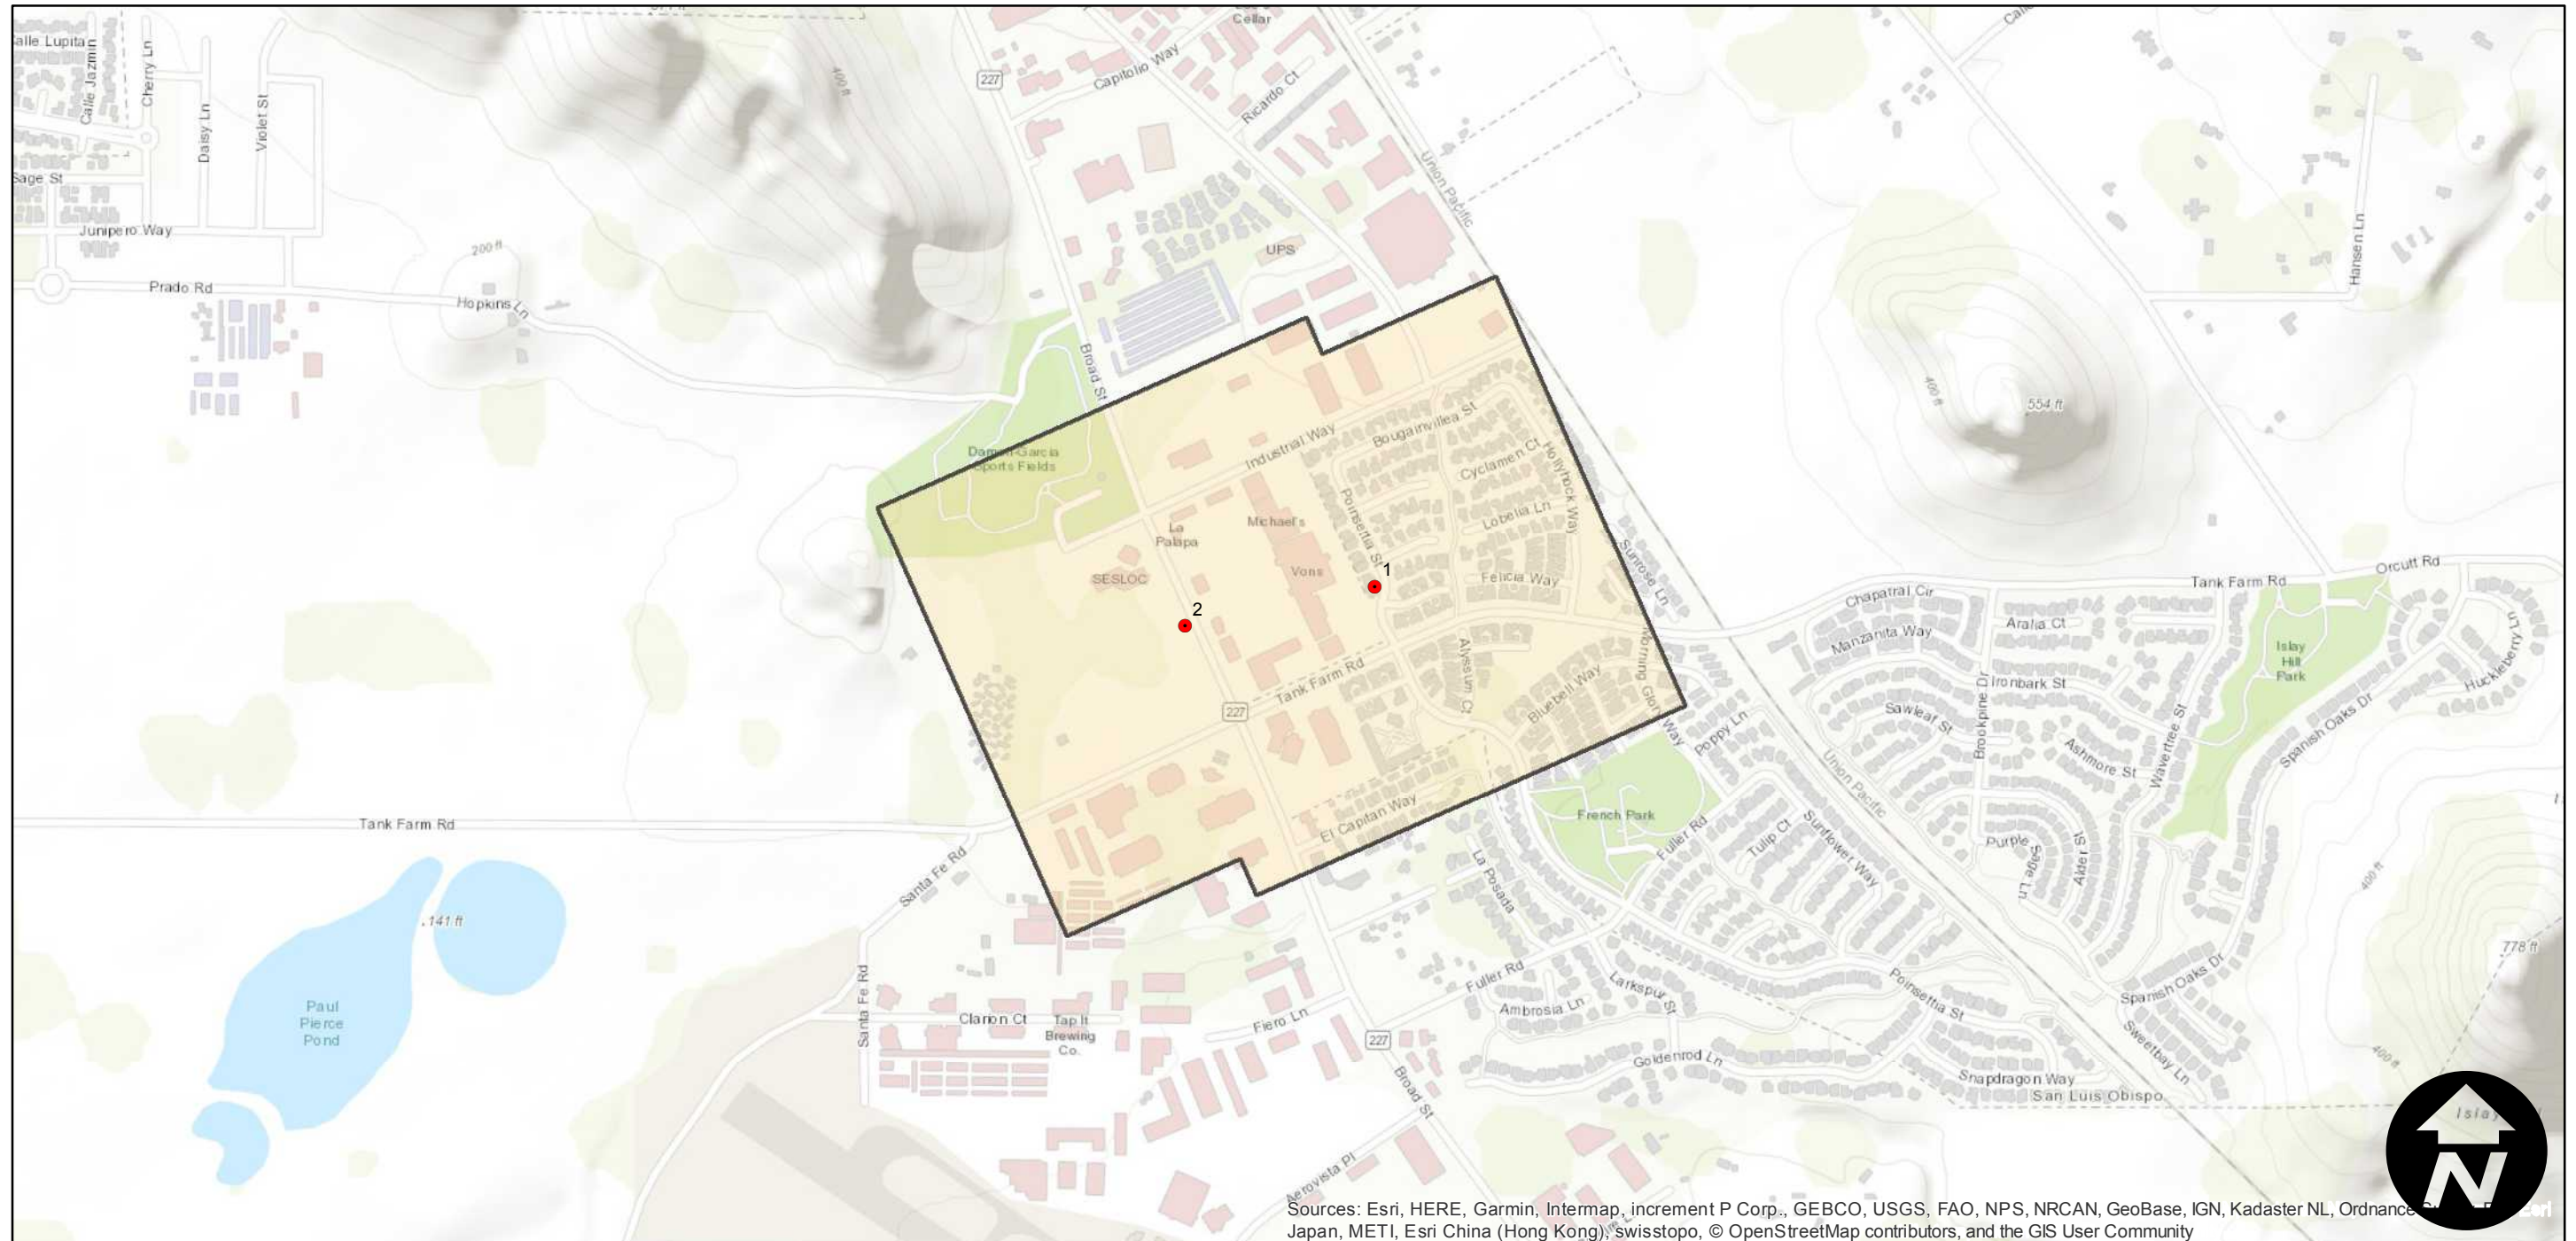 Calle Jazmin
Cherry Ln
Daisy Ln
Violet St
Sage St
Junipero Way
Prado Rd
200 ft
Hopkins Ln
400 ft
227
Cellar
Capitolio Way
Ricardo Ct
Union Pacific
UPS
Hansen Ln
Broad St
400 ft
554 ft
Damon-Garcia
Sports Fields
Industrial Way
Bougainvillea St
Cyclamen Ct
Hollyhock Way
Poinsettia St
Lobelia Ln
La
Palapa
Michael's
SESLOC
Vons
1
Felicia Way
Sunrose Ln
2
Chapatral Cir
Tank Farm Rd
Orcutt Rd
Manzanita Way
Aralia Ct
Islay
Hill
Park
Huckleberry Ln
Alyssum Ct
Bluebell Way
Morning Glory Way
Tank Farm Rd
227
Ironbark St
Brookpine Dr
Sawleaf St
Ashmore St
Wavertree St
Spanish Oaks Dr
Poppy Ln
Union Pacific
Tank Farm Rd
El Capitan Way
French Park
Fuller Rd
Tulip Ct
Sunflower Way
Purple Sage Ln
Alder St
400 ft
Santa Fe Rd
La Posada
141 ft
778 ft
Paul
Pierce
Pond
Santa Fe Rd
Clarion Ct
Tap It
Brewing
Co.
Fiero Ln
227
Fuller Rd
Ambrosia Ln
Larkspur St
Poinsettia St
Spanish Oaks Dr
Sweetbay Ln
Goldenrod Ln
Snapdragon Way
San Luis Obispo
400 ft
Broad St
Aerovista Pl
Islay
N
Sources: Esri, HERE, Garmin, Intermap, increment P Corp., GEBCO, USGS, FAO, NPS, NRCAN, GeoBase, IGN, Kadaster NL, Ordnance
Japan, METI, Esri China (Hong Kong), swisstopo, © OpenStreetMap contributors, and the GIS User Community